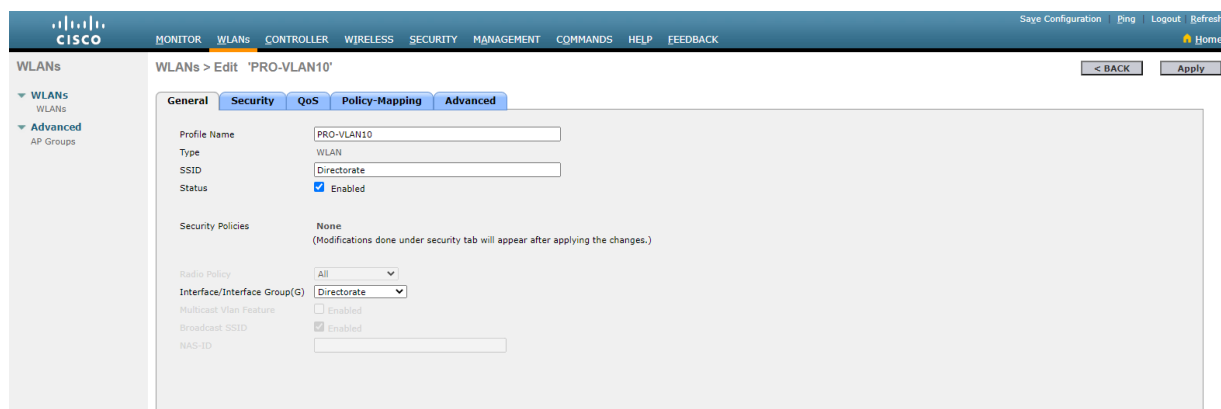 Save Configuration | Ping | Logout | Refresh
CISCO
MONITOR WLANs CONTROLLER WIRELESS SECURITY MANAGEMENT COMMANDS HELP FEEDBACK
Home
WLANs
WLANs > Edit 'PRO-VLAN10'
< BACK
Apply
WLANs
WLANs
Advanced
AP Groups
General Security QoS Policy-Mapping Advanced
Profile Name PRO-VLAN10
Type WLAN
SSID Directorate
Status Enabled
Security Policies None
(Modifications done under security tab will appear after applying the changes.)
Radio Policy All
Interface/Interface Group(G) Directorate
Multicast Vlan Feature Enabled
Broadcast SSID Enabled
NAS-ID